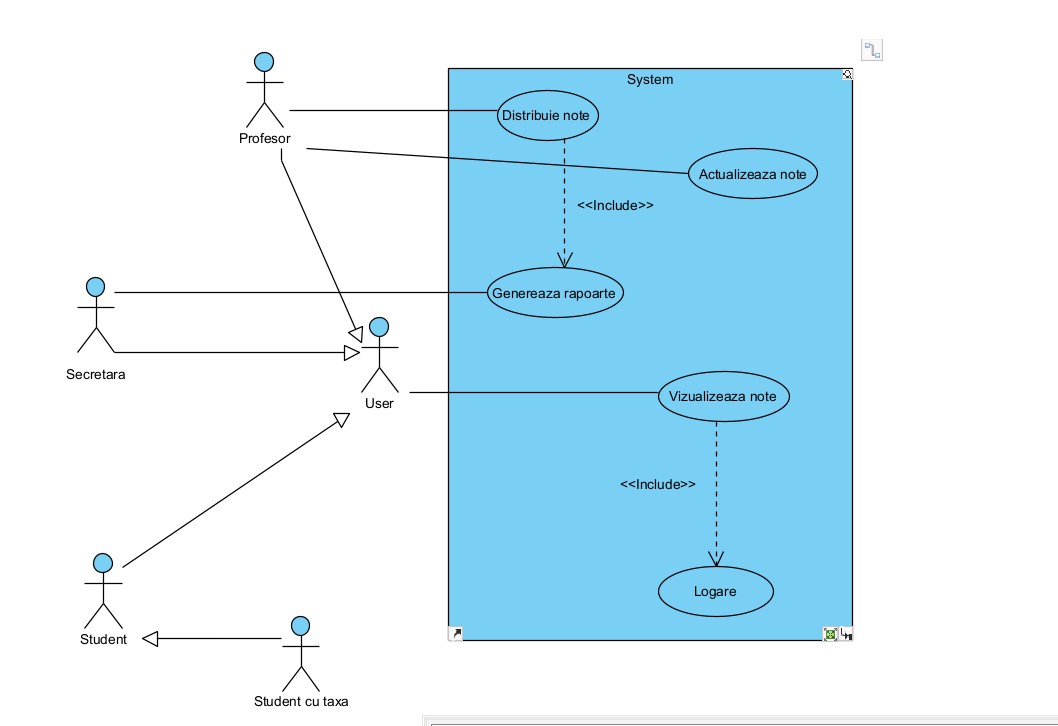 System
Distribuie note
Profesor
Actualizeaza note
<<Include>>
Genereaza rapoarte
Secretara
User
Vizualizeaza note
<<Include>>
Logare
Student
Student cu taxa